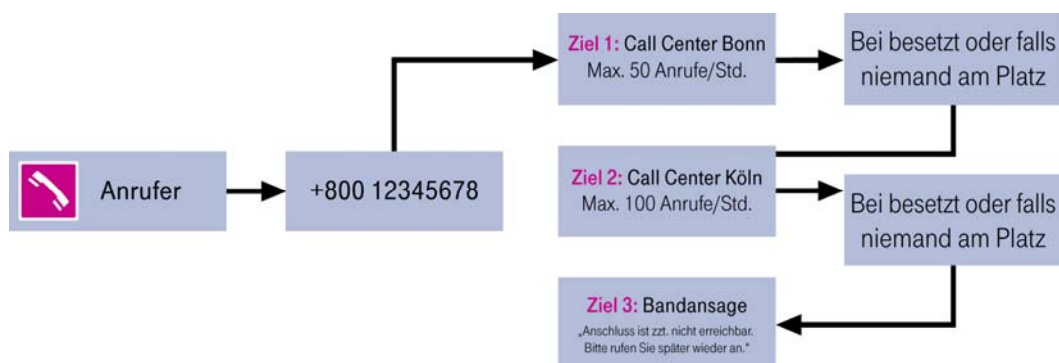 Anrufer
+800 12345678
Ziel 1: Call Center Bonn
Max. 50 Anrufe/Std.
Bei besetzt oder falls
niemand am Platz
Ziel 2: Call Center Köln
Max. 100 Anrufe/Std.
Bei besetzt oder falls
niemand am Platz
Ziel 3: Bandansage
„Anschluss ist zzt. nicht erreichbar.
Bitte rufen Sie später wieder an.“